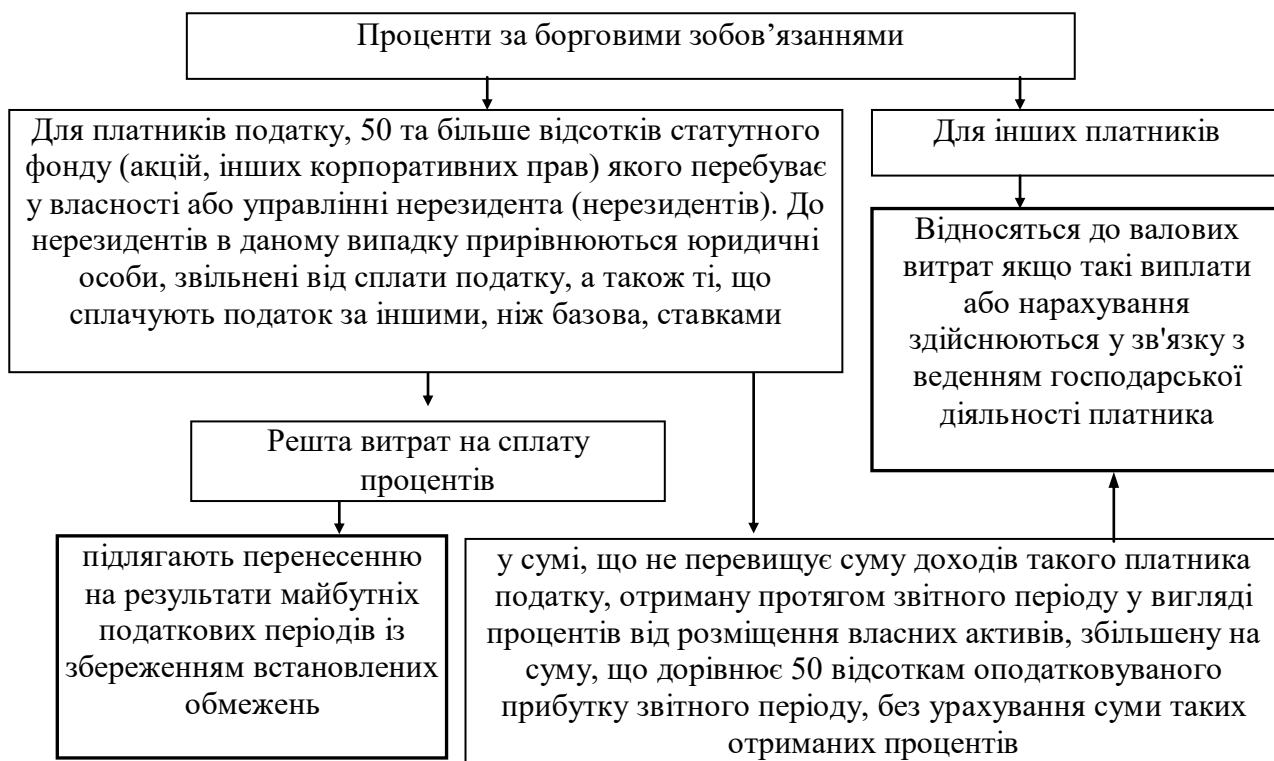 Проценти за борговими зобов’язаннями
Для платників податку, 50 та більше відсотків статутного
фонду (акцій, інших корпоративних прав) якого перебуває
у власності або управлінні нерезидента (нерезидентів). До
нерезидентів в даному випадку прирівнюються юридичні
особи, звільнені від сплати податку, а також ті, що
сплачують податок за іншими, ніж базова, ставками
Для інших платників
Відносяться до валових
витрат якщо такі виплати
або нарахування
здійснюються у зв'язку з
веденням господарської
діяльності платника
Решта витрат на сплату
процентів
підлягають перенесенню
на результати майбутніх
податкових періодів із
збереженням встановлених
обмежень
у сумі, що не перевищує суму доходів такого платника
податку, отриману протягом звітного періоду у вигляді
процентів від розміщення власних активів, збільшену на
суму, що дорівнює 50 відсоткам оподатковуваного
прибутку звітного періоду, без урахування суми таких
отриманих процентів